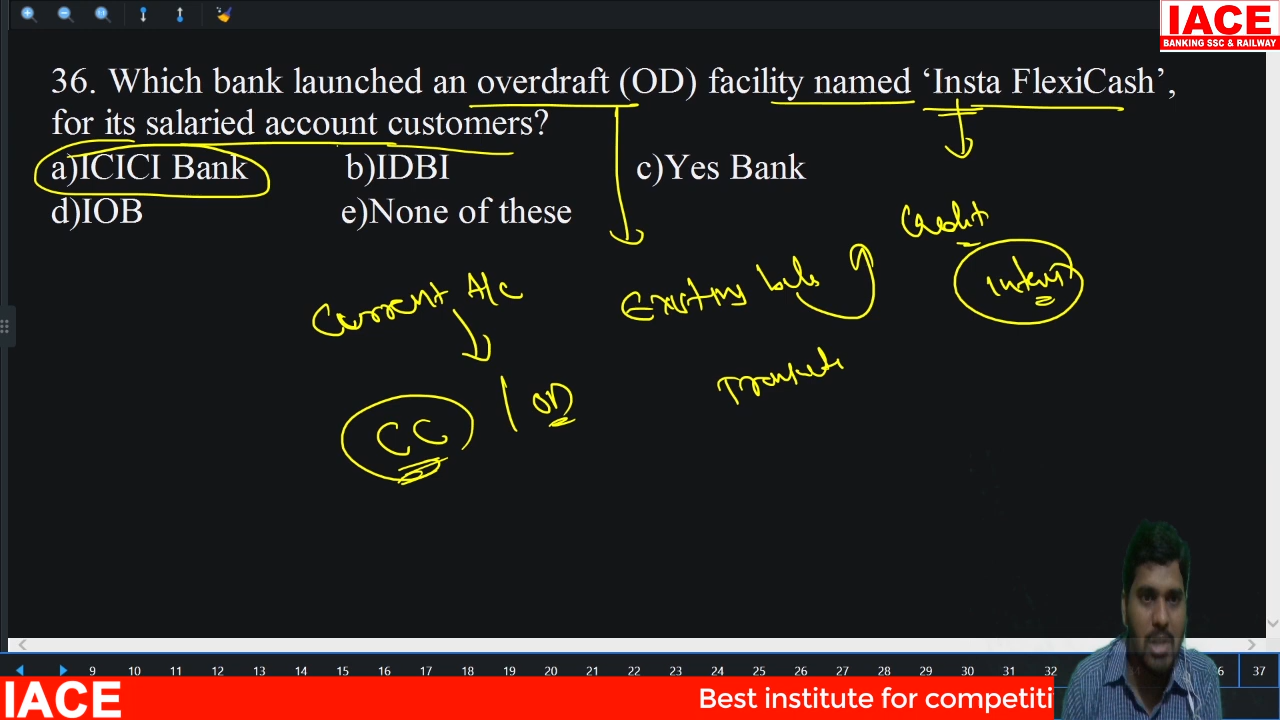 IACE
BANKING SSC & RAILWAY
36. Which bank launched an overdraft (OD) facility named ‘Insta FlexiCash’,
for its salaried account customers?
a)ICICI Bank b)IDBI c)Yes Bank
d)IOB e)None of these
Credit
Interest
Current A/c
Existing
CC | OD
9 10 11 12 13 14 15 16 17 18 19 20 21 22 23 24 25 26 27 28 29 30 31 32 6 37
IACE
Best institute for competiti